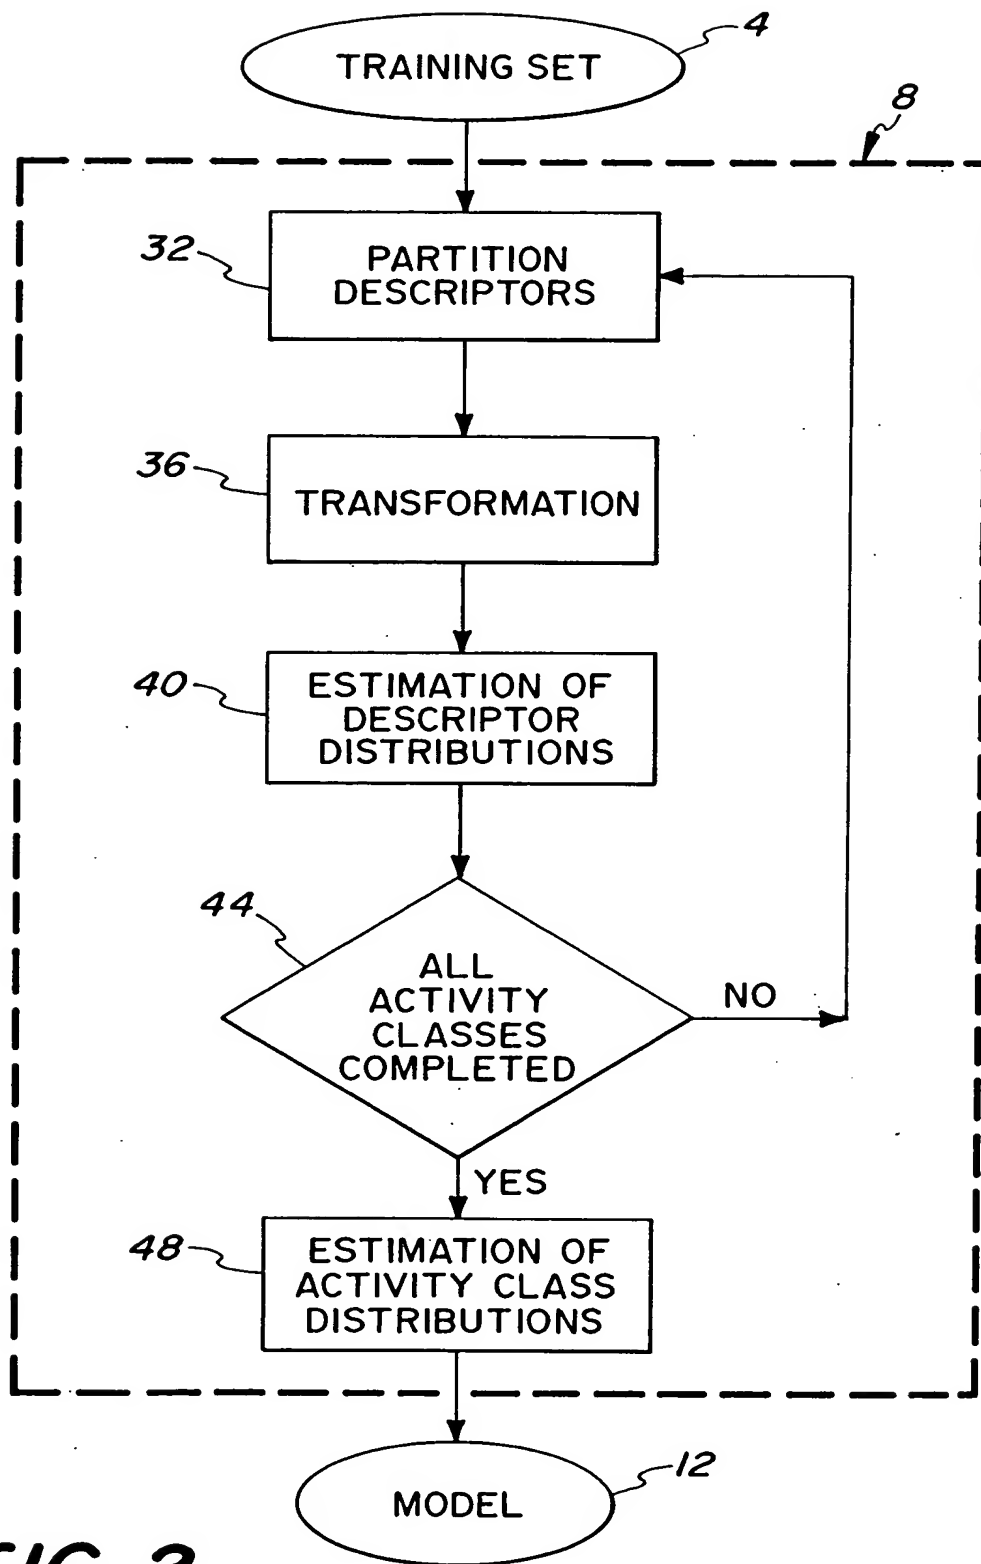 4
TRAINING SET
8
32
PARTITION
DESCRIPTORS
36
TRANSFORMATION
40
ESTIMATION OF
DESCRIPTOR
DISTRIBUTIONS
44
ALL
ACTIVITY
CLASSES
COMPLETED
NO
YES
48
ESTIMATION OF
ACTIVITY CLASS
DISTRIBUTIONS
12
MODEL